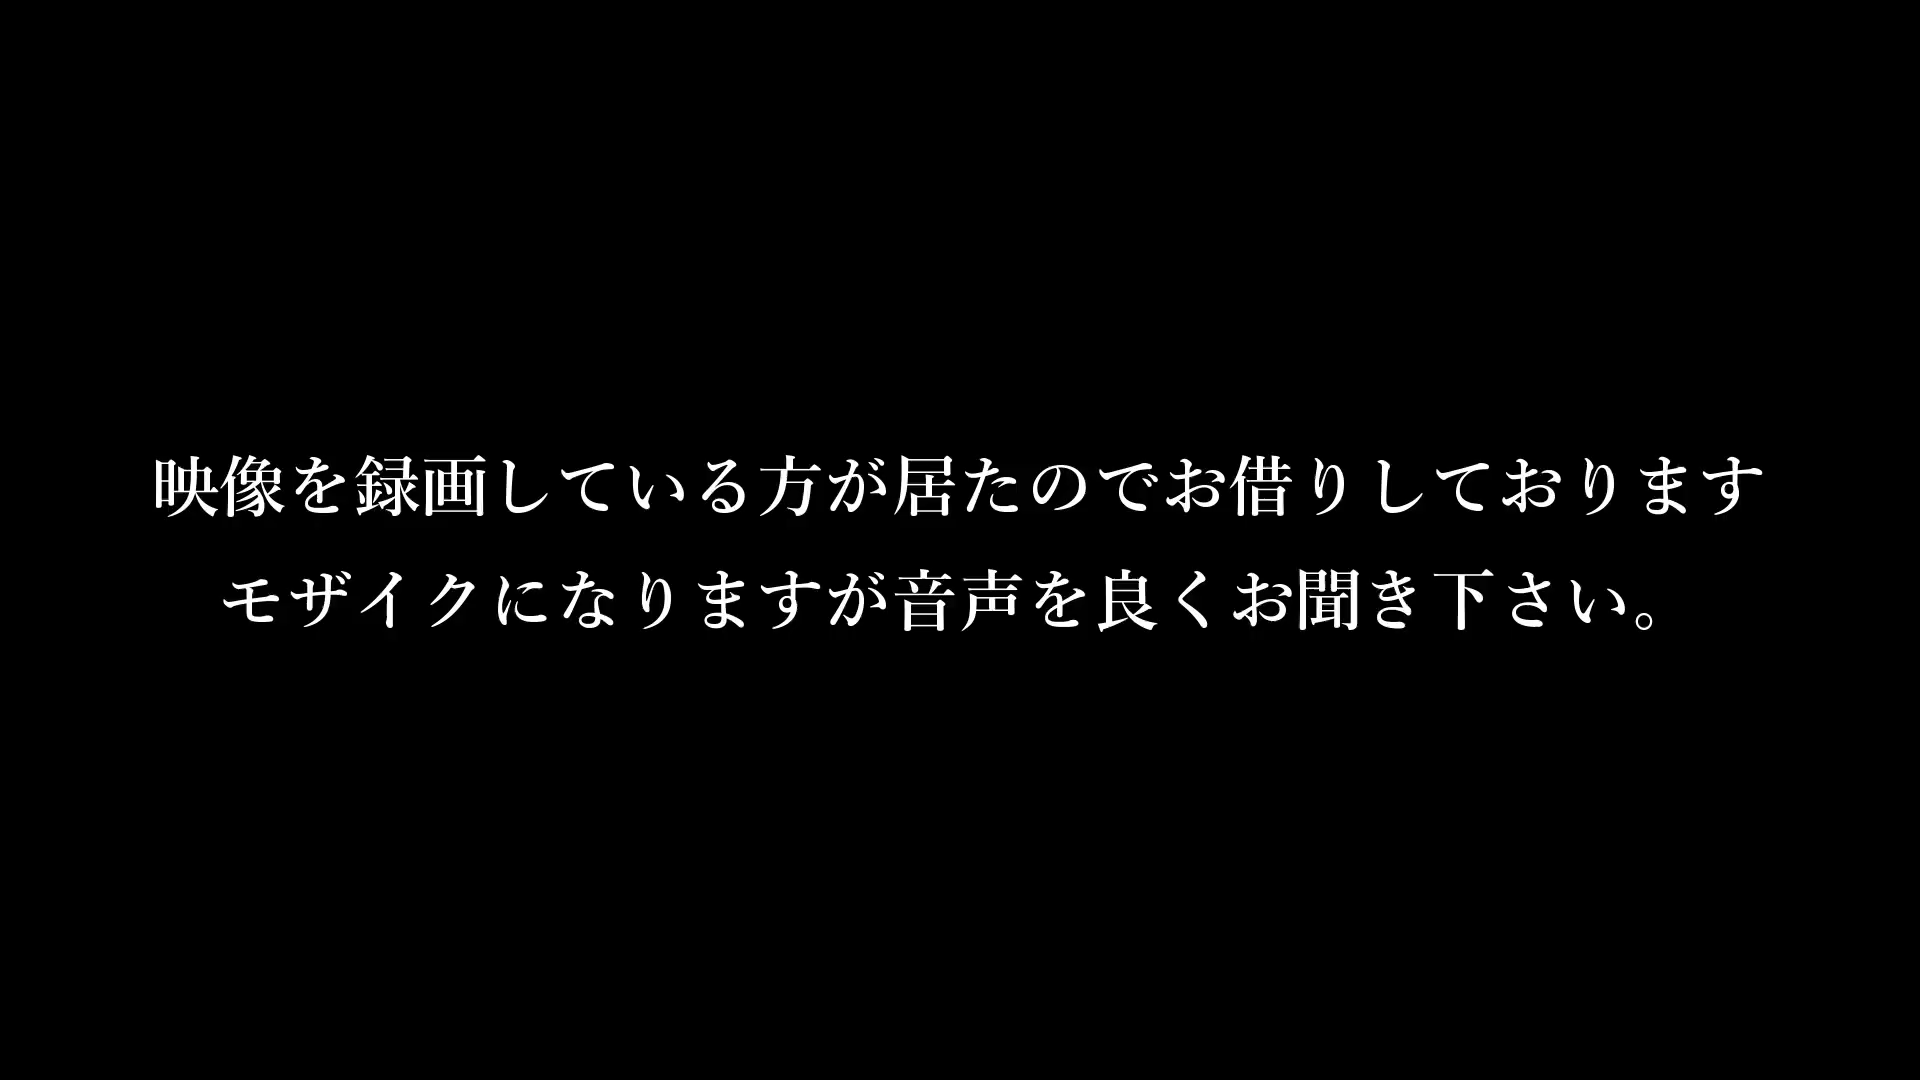 映像を録画している方が居たのでお借りしております
モザイクになりますが音声を良くお聞き下さい。